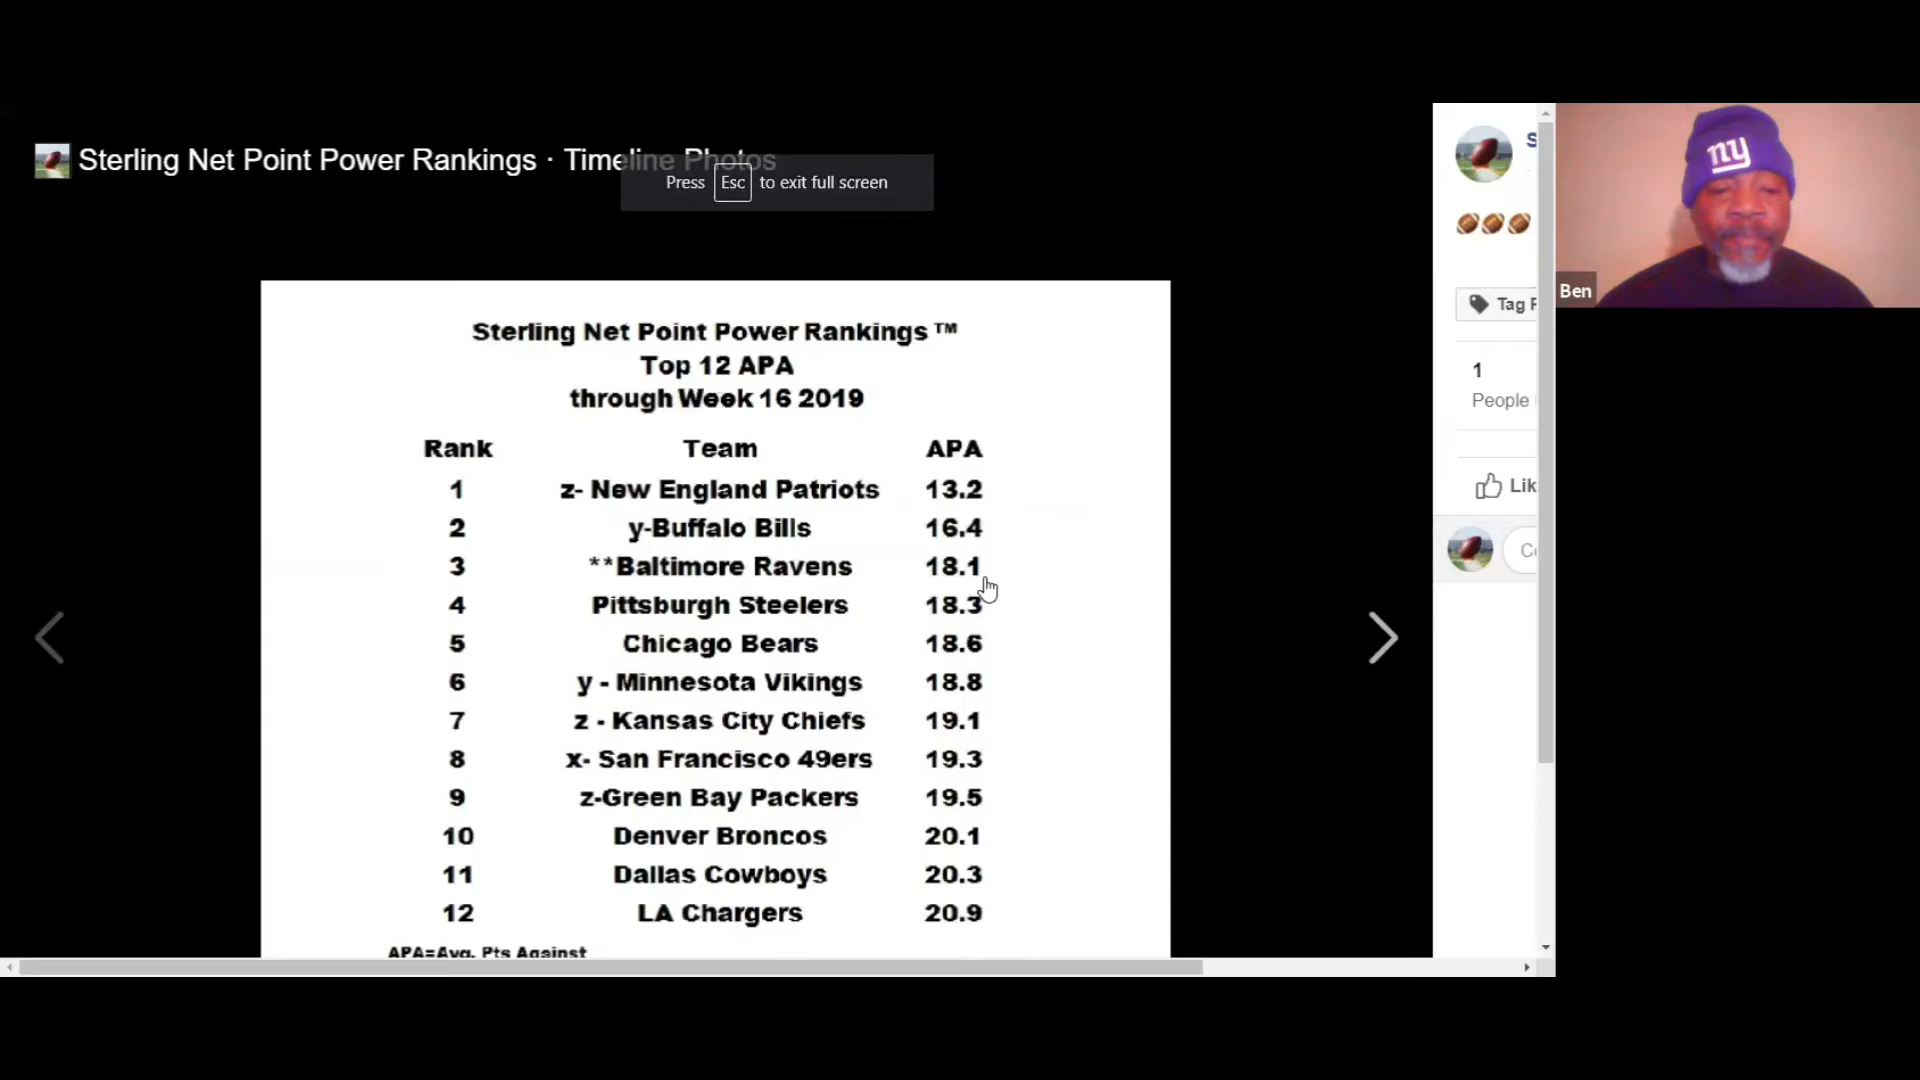 Sterling Net Point Power Rankings · Timeline Photos
Press Esc to exit full screen
Sterling Net Point Power Rankings™
Top 12 APA
through Week 16 2019
Rank Team APA
1 z- New England Patriots 13.2
2 y-Buffalo Bills 16.4
3 **Baltimore Ravens 18.1
4 Pittsburgh Steelers 18.3
5 Chicago Bears 18.6
6 y - Minnesota Vikings 18.8
7 z - Kansas City Chiefs 19.1
8 x- San Francisco 49ers 19.3
9 z-Green Bay Packers 19.5
10 Denver Broncos 20.1
11 Dallas Cowboys 20.3
12 LA Chargers 20.9
APA=Avg. Pts Against
S
Tag
1
People
Lik
ny
Ben